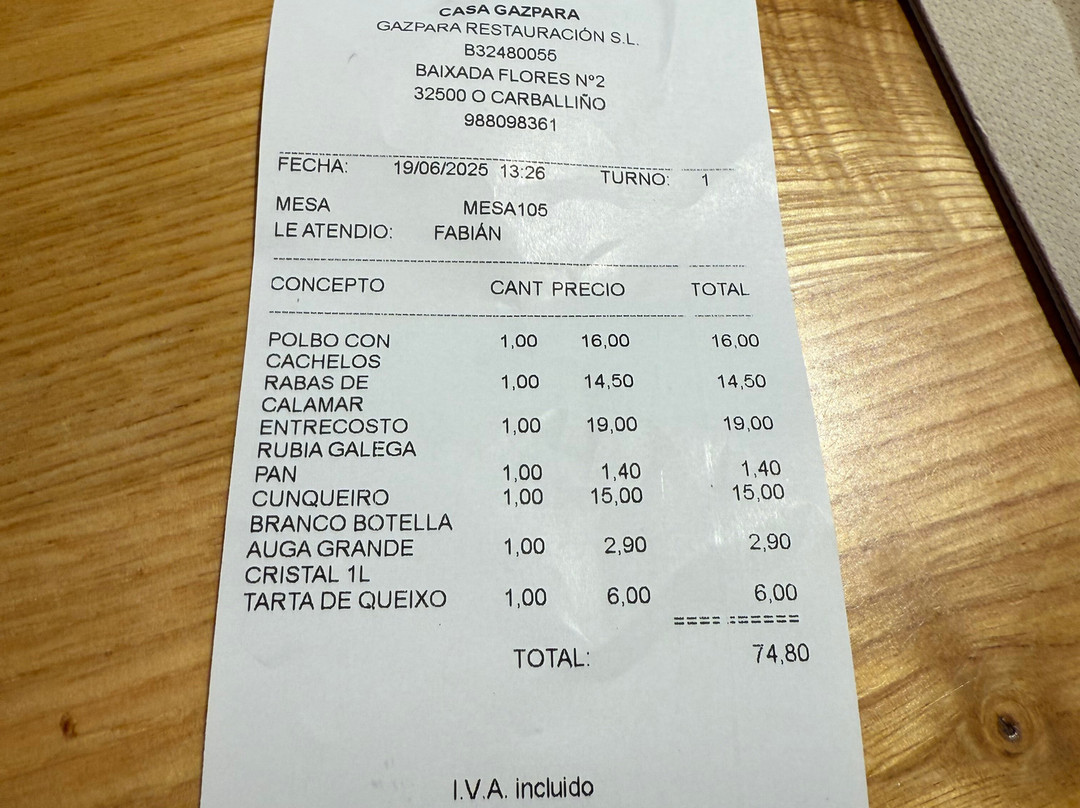 CASA GAZPARA
GAZPARA RESTAURACIÓN S.L.
B32480055
BAIXADA FLORES Nº2
32500 O CARBALLIÑO
988098361
FECHA: 19/06/2025 13:26 TURNO: 1
MESA MESA105
LE ATENDIO: FABIÁN
CONCEPTO CANT PRECIO TOTAL
POLBO CON 1,00 16,00 16,00
CACHELOS
RABAS DE 1,00 14,50 14,50
CALAMAR
ENTRECOSTO 1,00 19,00 19,00
RUBIA GALEGA
PAN 1,00 1,40 1,40
CUNQUEIRO 1,00 15,00 15,00
BRANCO BOTELLA
AUGA GRANDE 1,00 2,90 2,90
CRISTAL 1L
TARTA DE QUEIXO 1,00 6,00 6,00
TOTAL: 74,80
I.V.A. incluido